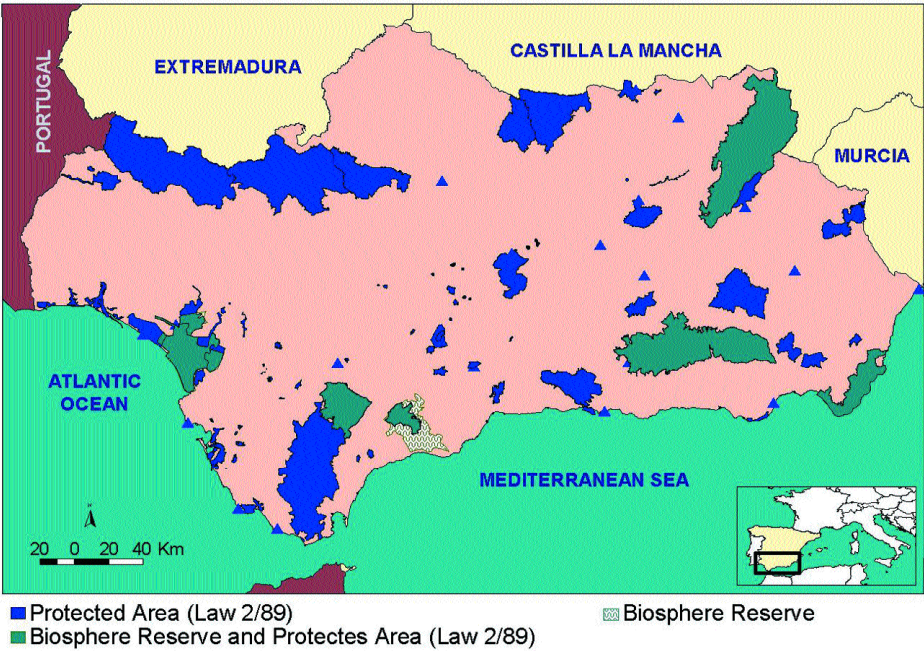 CASTILLA LA MANCHA
EXTREMADURA
PORTUGAL
MURCIA
ATLANTIC
OCEAN
MEDITERRANEAN SEA
N
20 0 20 40 Km
Protected Area (Law 2/89)
Biosphere Reserve
Biosphere Reserve and Protectes Area (Law 2/89)